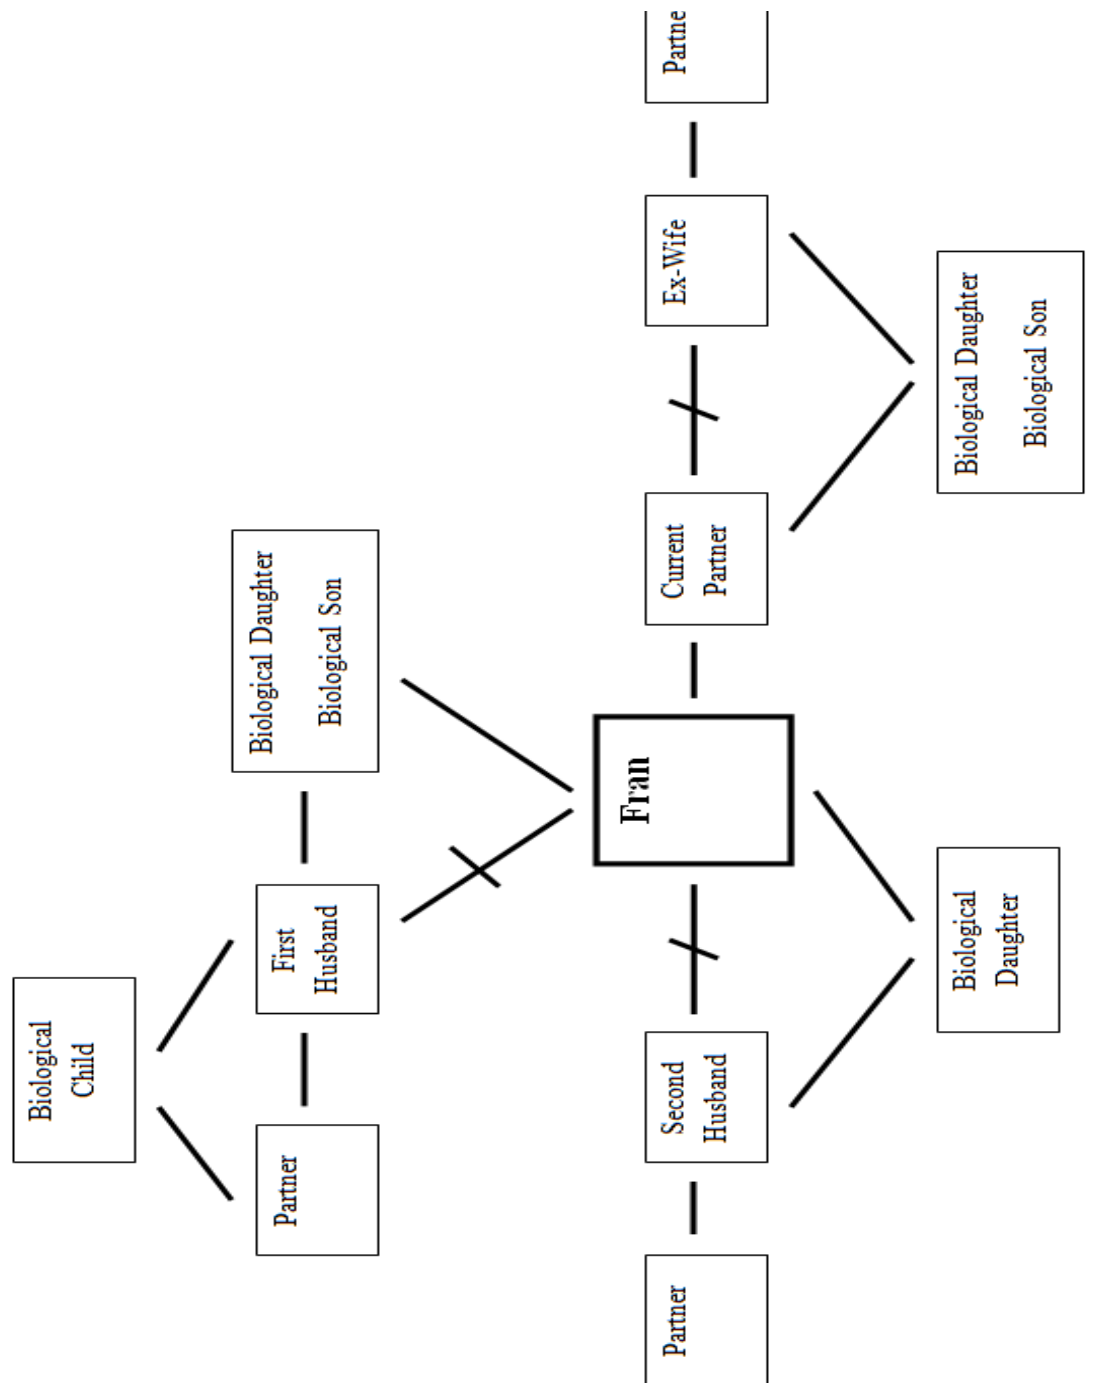 Biological
Child
Partner
First
Husband
Biological Daughter
Biological Son
Partner
Second
Husband
Fran
Current
Partner
Ex-Wife
Partne
Biological
Daughter
Biological Daughter
Biological Son